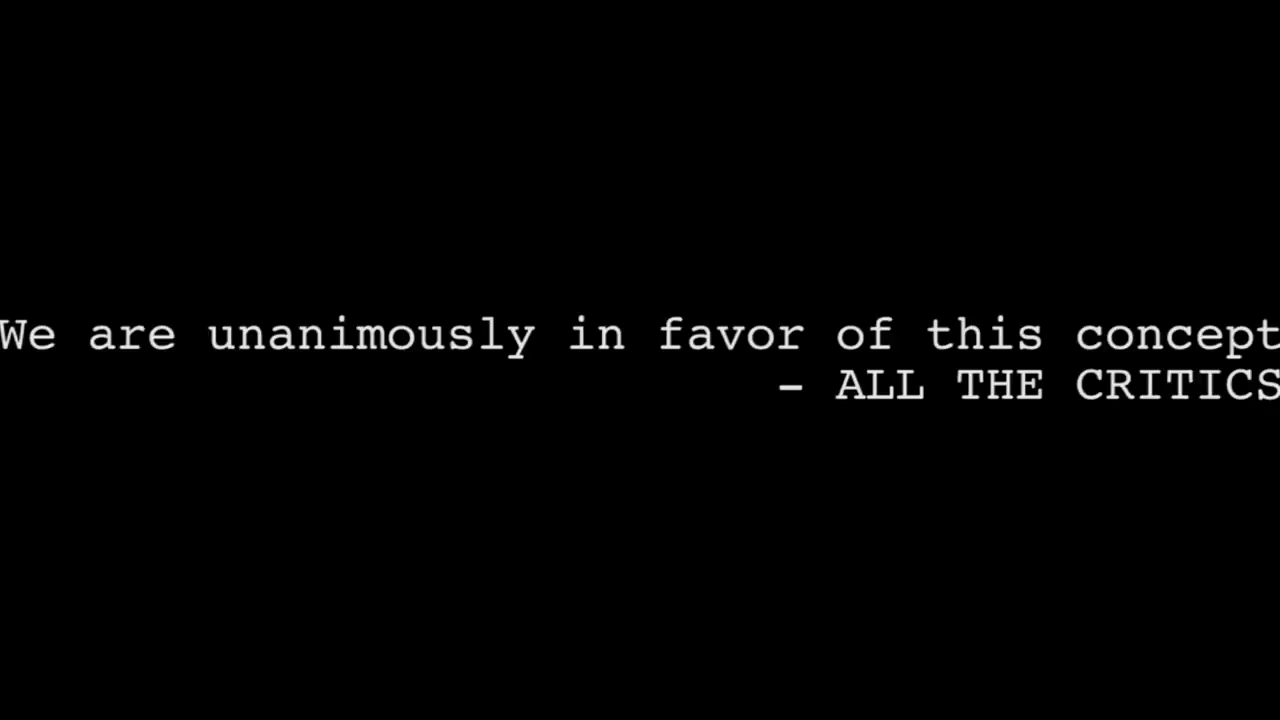 We are unanimously in favor of this concept
- ALL THE CRITICS